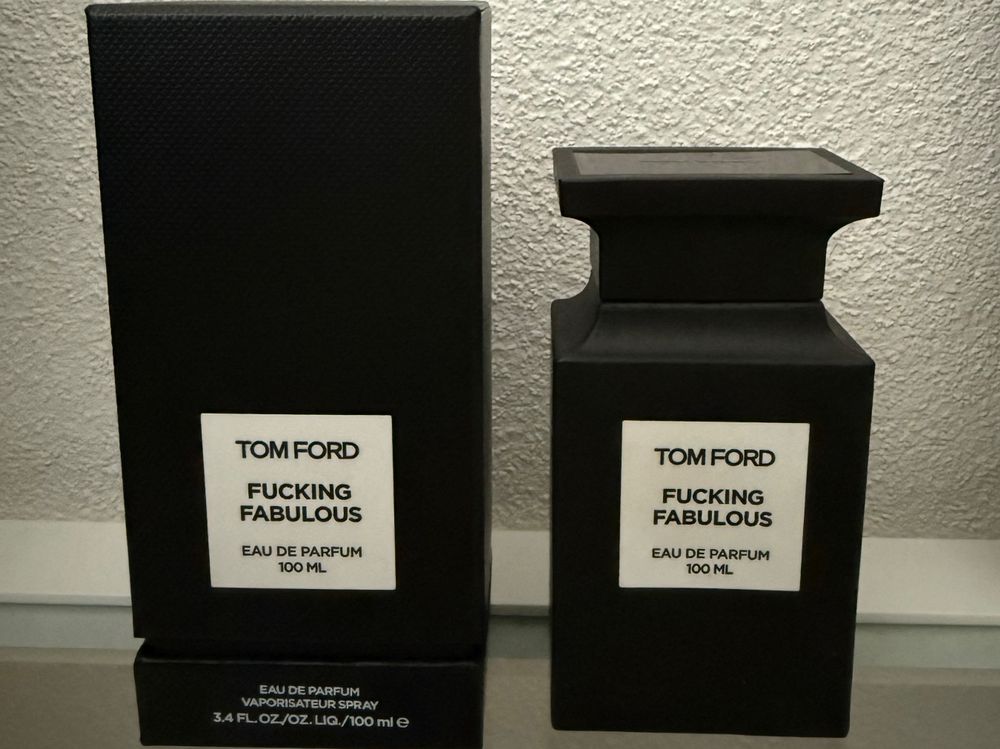 TOM FORD
FUCKING
FABULOUS
EAU DE PARFUM
100 ML
EAU DE PARFUM
VAPORISATEUR SPRAY
3.4 FL. OZ./OZ. LIQ./100 ml ℮
TOM FORD
FUCKING
FABULOUS
EAU DE PARFUM
100 ML